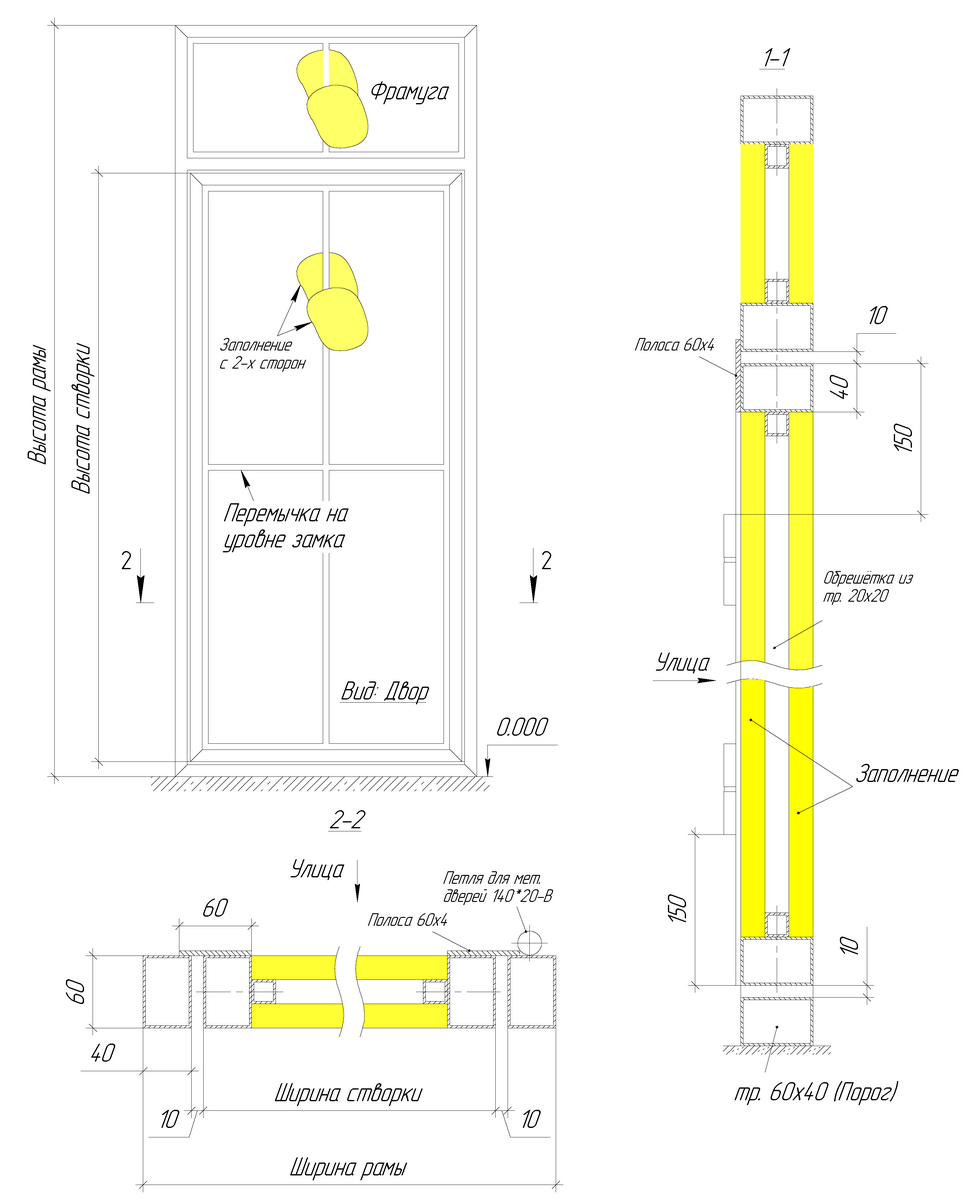 Фрамуга
Заполнение
с 2-х сторон
Высота рамы
Высота створки
Перемычка на
уровне замка
2
2
Вид: Двор
0.000
1-1
Полоса 60х4
10
40
150
Обрешётка из
тр. 20х20
Улица
Заполнение
150
10
тр. 60х40 (Порог)
2-2
Улица
Петля для мет.
дверей 140*20-В
Полоса 60х4
60
60
40
Ширина створки
10
10
Ширина рамы